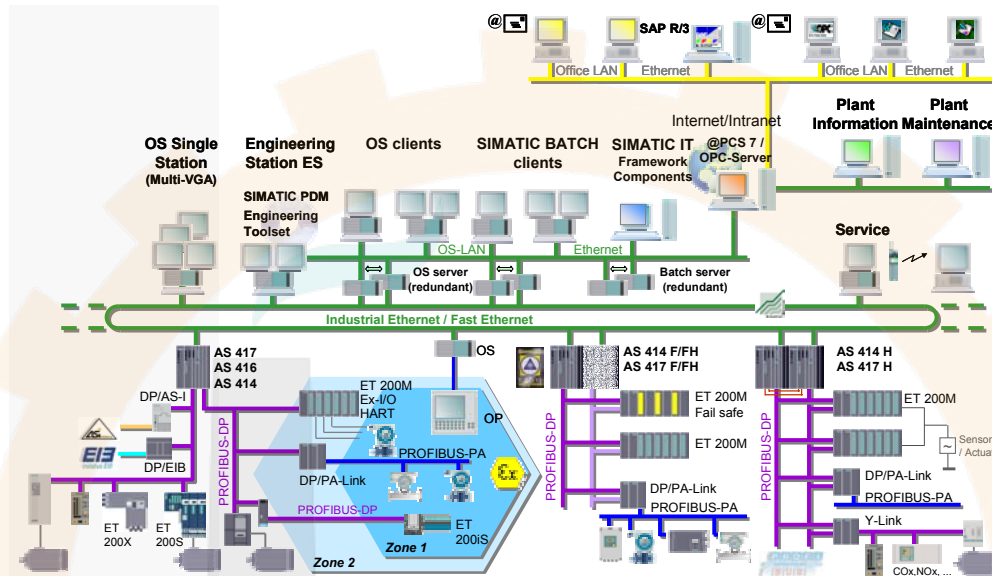 @
SAP R/3
@
OPC
Office LAN
Ethernet
Office LAN
Ethernet
Internet/Intranet
@PCS 7 /
OPC-Server
Plant
Information
Plant
Maintenance
OS Single
Station
(Multi-VGA)
Engineering
Station ES
SIMATIC PDM
Engineering
Toolset
OS clients
SIMATIC BATCH
clients
SIMATIC IT
Framework
Components
OS-LAN
Ethernet
Service
OS server
(redundant)
Batch server
(redundant)
Industrial Ethernet / Fast Ethernet
AS 417
AS 416
AS 414
OS
AS 414 F/FH
AS 417 F/FH
AS 414 H
AS 417 H
DP/AS-I
EIB
DP/EIB
ET
200X
ET
200S
PROFIBUS-DP
ET 200M
Ex-I/O
HART
OP
PROFIBUS-PA
DP/PA-Link
Ex
PROFIBUS-DP
ET
200iS
Zone 1
Zone 2
PROFIBUS-DP
ET 200M
Fail safe
ET 200M
DP/PA-Link
PROFIBUS-PA
PROFIBUS-DP
ET 200M
Sensor
/ Actuat
DP/PA-Link
PROFIBUS-PA
Y-Link
COx,NOx, ...